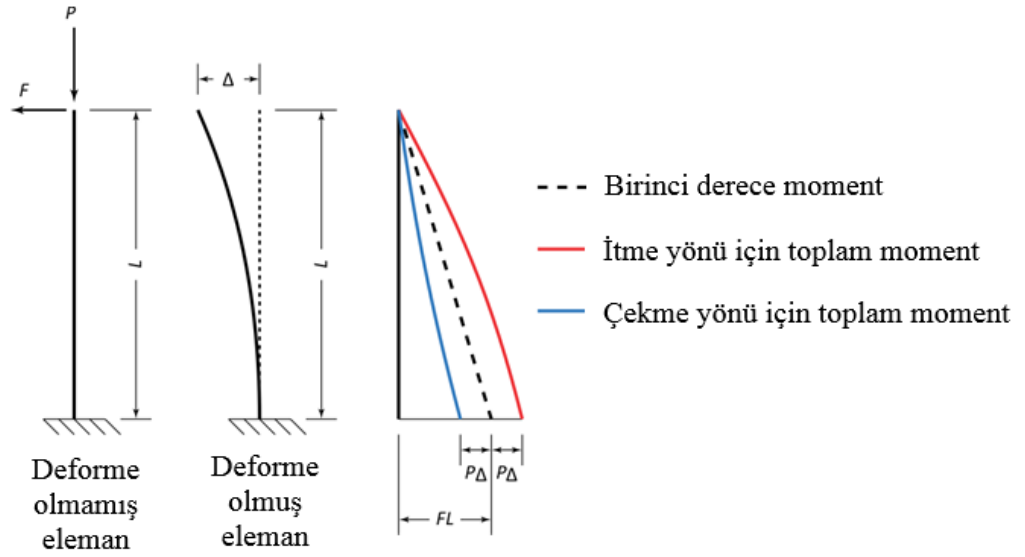 P
F
Δ
L
L
Birinci derece moment
İtme yönü için toplam moment
Çekme yönü için toplam moment
PΔ PΔ
FL
Deforme
olmamış
eleman
Deforme
olmuş
eleman